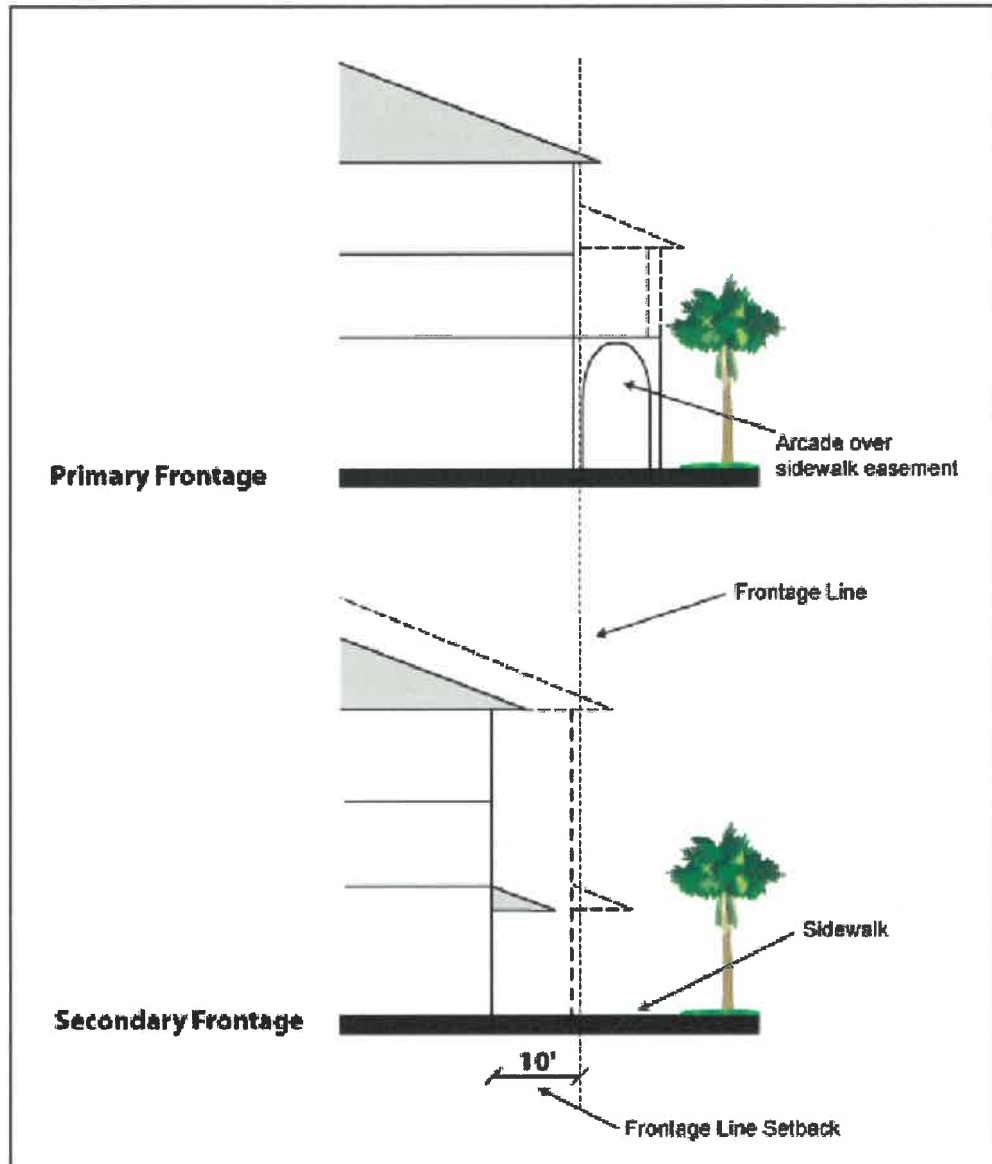 Arcade over
sidewalk easement
Primary Frontage
Frontage Line
Sidewalk
Secondary Frontage
10'
Frontage Line Setback